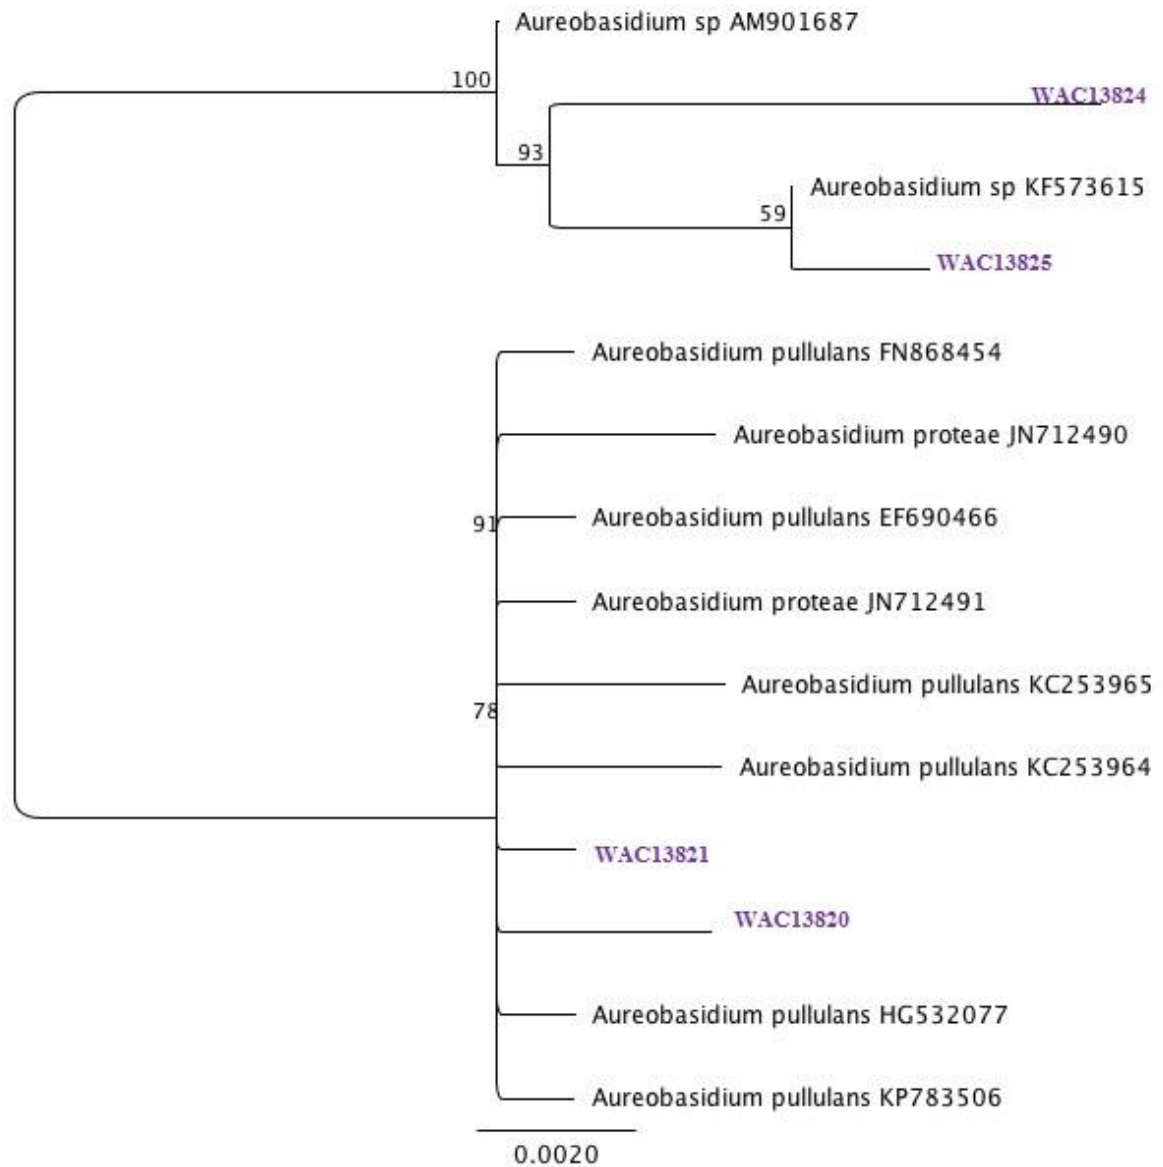 Aureobasidium sp AM901687
100
WAC13824
93
Aureobasidium sp KF573615
59
WAC13825
Aureobasidium pullulans FN868454
Aureobasidium proteae JN712490
Aureobasidium pullulans EF690466
91
Aureobasidium proteae JN712491
Aureobasidium pullulans KC253965
78
Aureobasidium pullulans KC253964
WAC13821
WAC13820
Aureobasidium pullulans HG532077
Aureobasidium pullulans KP783506
0.0020